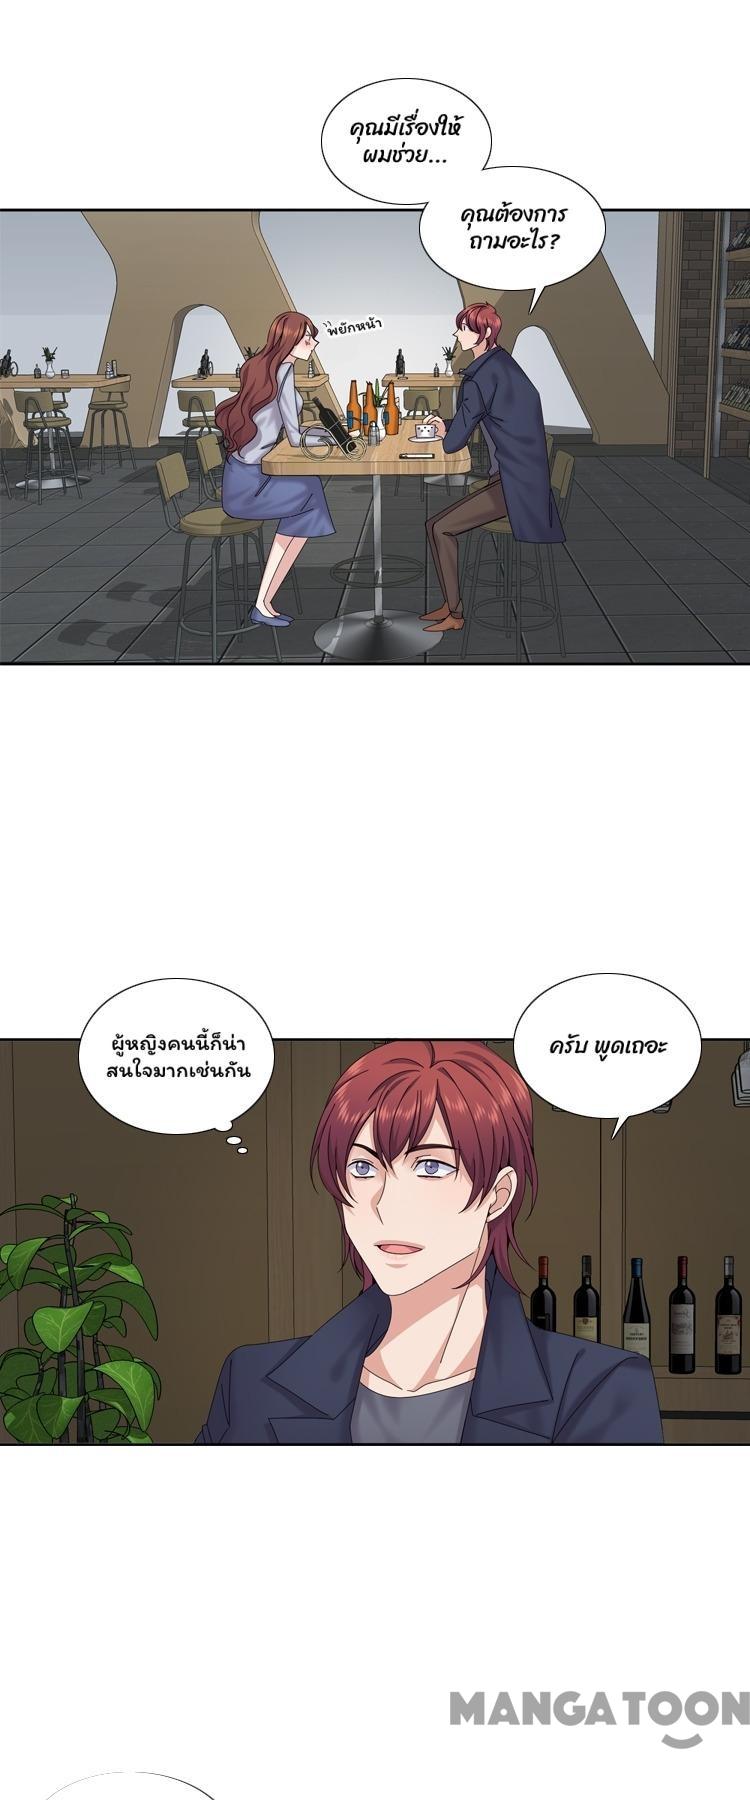 คุณมีเรื่องให้
ผมช่วย...
คุณต้องการ
ถามอะไร?
พยักหน้า
ผู้หญิงคนนี้ก็น่า
สนใจมากเช่นกัน
ครับ พูดเถอะ
MANGATOON